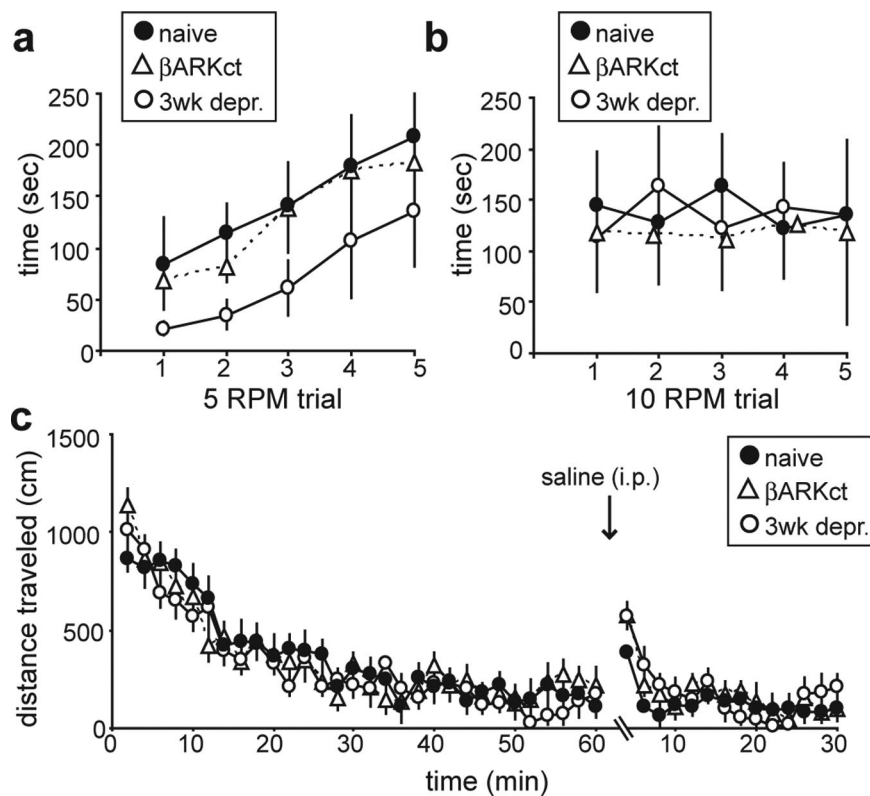 a
naive
βARKct
3wk depr.
250
200
150
100
50
0
time (sec)
1 2 3 4 5
5 RPM trial
b
naive
βARKct
3wk depr.
250
200
150
100
50
0
time (sec)
1 2 3 4 5
10 RPM trial
c
1500
1000
500
0
distance traveled (cm)
saline (i.p.)
naive
βARKct
3wk depr.
0 10 20 30 40 50 60 10 20 30
time (min)